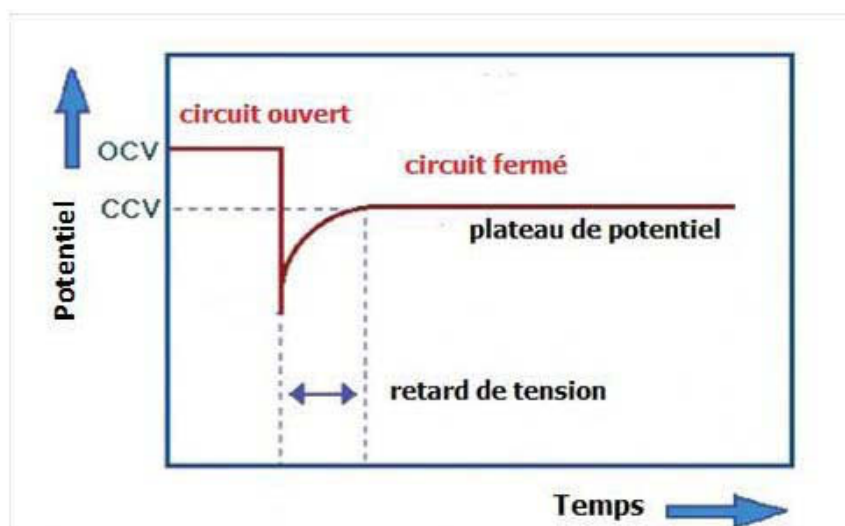 circuit ouvert
OCV
circuit fermé
CCV
plateau de potentiel
Potentiel
retard de tension
Temps